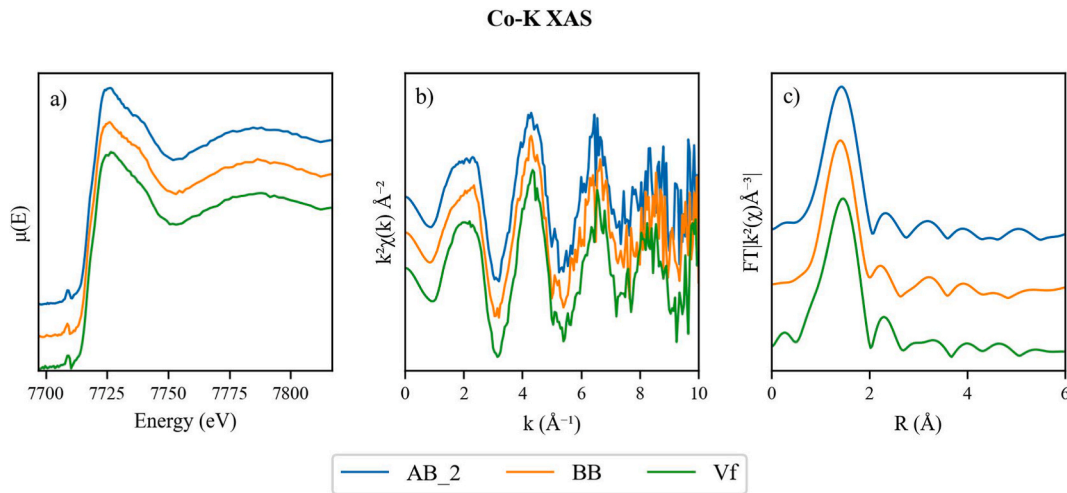 Co-K XAS
a)
b)
c)
μ(E)
k²χ(k) Å⁻²
FT|k²(χ)Å⁻³|
7700 7725 7750 7775 7800
0 2 4 6 8 10
0 2 4 6
Energy (eV)
k (Å⁻¹)
R (Å)
AB_2 BB Vf